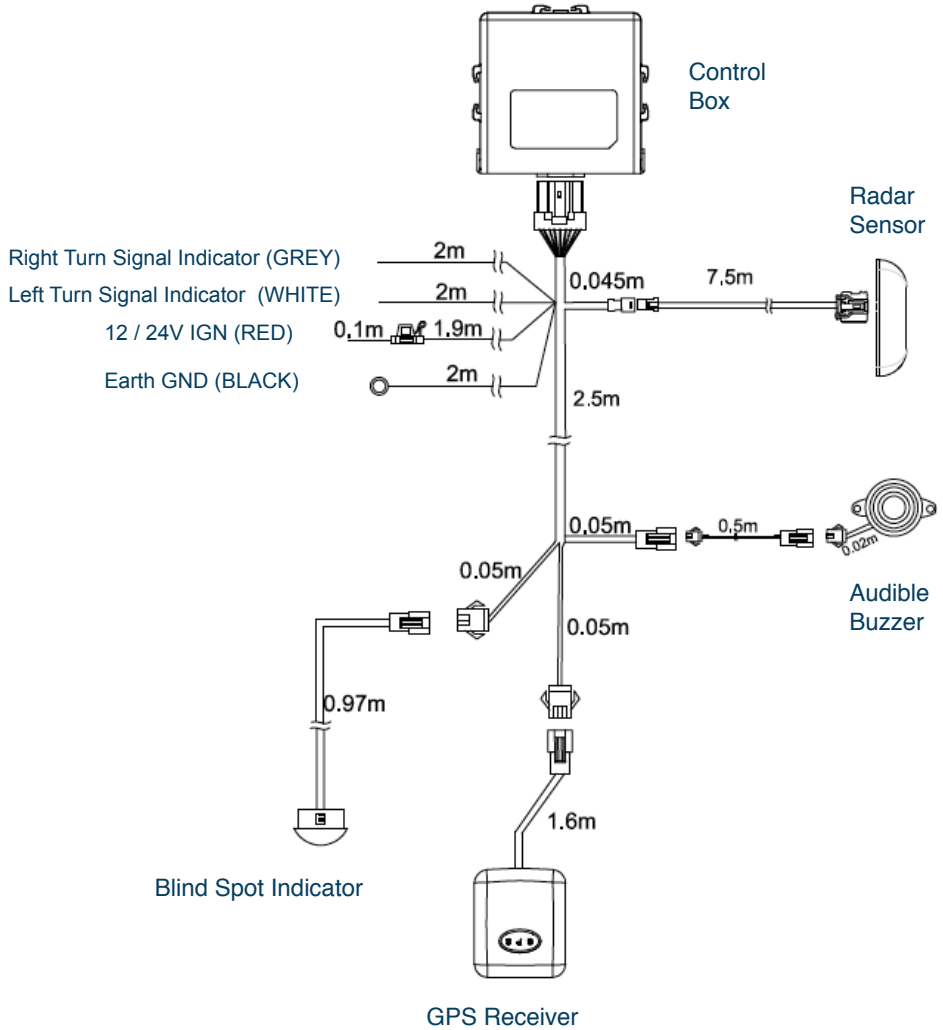 Control
Box
Radar
Sensor
Right Turn Signal Indicator (GREY)
2m
0.045m
7.5m
Left Turn Signal Indicator (WHITE)
2m
12 / 24V IGN (RED)
0.1m
1.9m
Earth GND (BLACK)
2m
2.5m
0.05m
0.5m
0.02m
0.05m
Audible
Buzzer
0.05m
0.97m
1.6m
Blind Spot Indicator
GPS
GPS Receiver